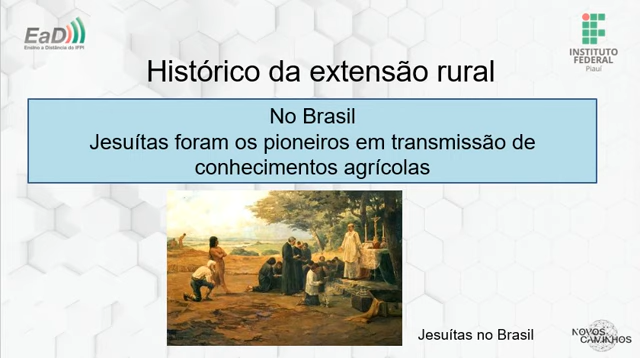 EaD
Ensino a Distância do IFPI
INSTITUTO
FEDERAL
Piauí
Histórico da extensão rural
No Brasil
Jesuítas foram os pioneiros em transmissão de
conhecimentos agrícolas
Jesuítas no Brasil
NOVOS
CAMINHOS